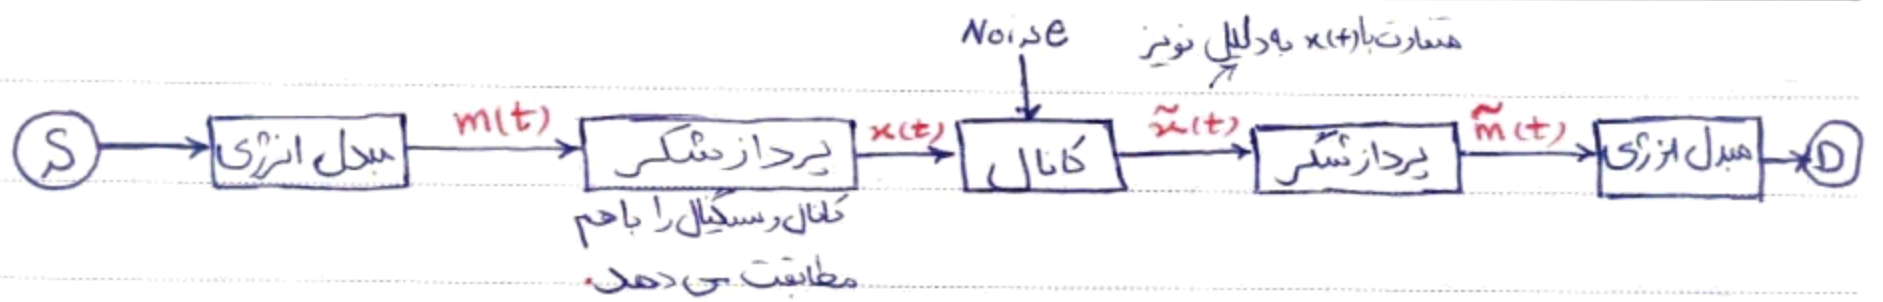 Noise
متفاوت با x(t) به دلیل نویز
S
مبدل انرژی
m(t)
پردازشگر
x(t)
کانال
x̃(t)
پردازشگر
m̃(t)
مبدل انرژی
D
کانال و سیگنال را با هم
مطابقت می دهد.